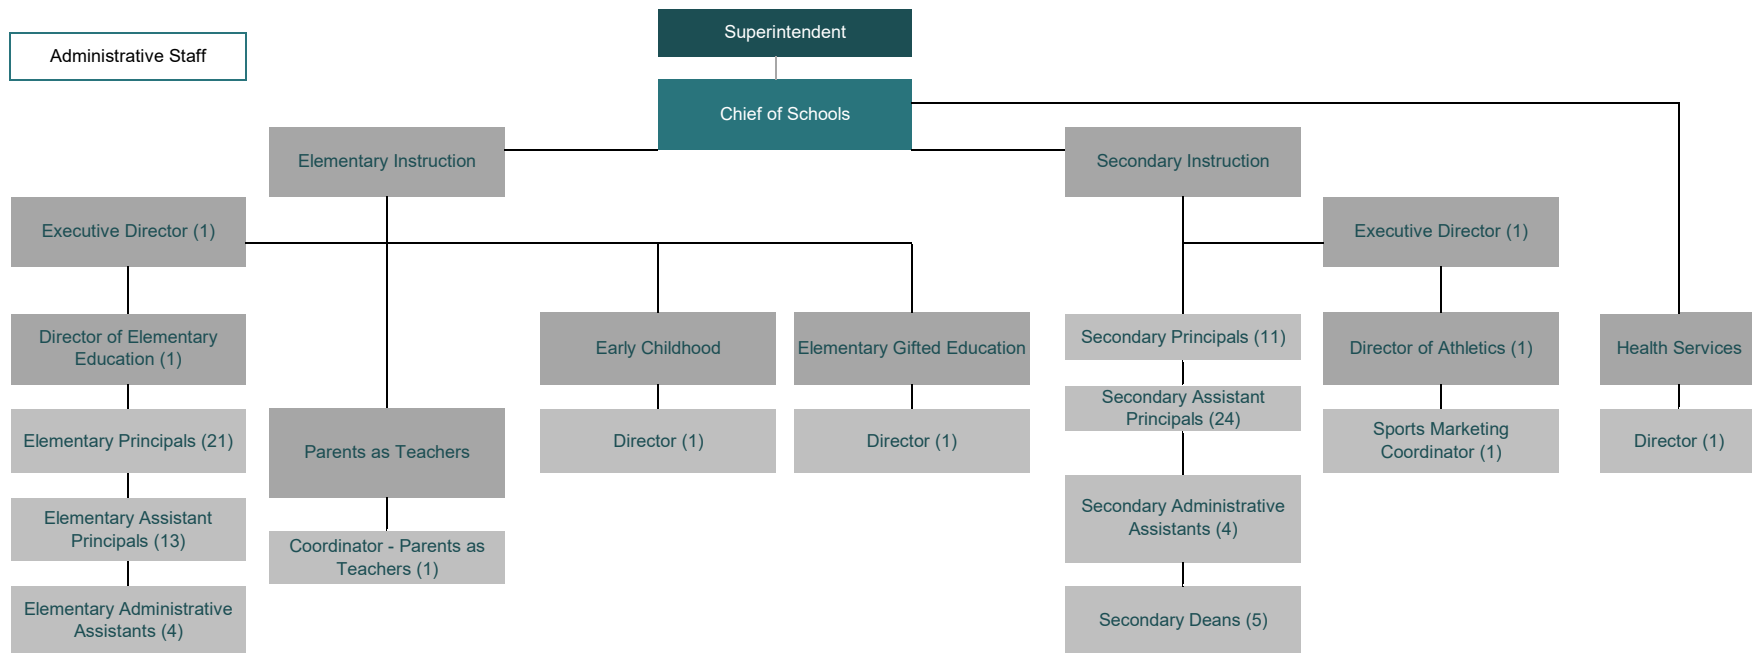 Superintendent
Administrative Staff
Chief of Schools
Elementary Instruction
Secondary Instruction
Executive Director (1)
Executive Director (1)
Director of Elementary
Education (1)
Early Childhood
Elementary Gifted Education
Secondary Principals (11)
Director of Athletics (1)
Health Services
Secondary Assistant
Principals (24)
Elementary Principals (21)
Parents as Teachers
Director (1)
Director (1)
Sports Marketing
Coordinator (1)
Director (1)
Elementary Assistant
Principals (13)
Secondary Administrative
Assistants (4)
Coordinator - Parents as
Teachers (1)
Elementary Administrative
Assistants (4)
Secondary Deans (5)